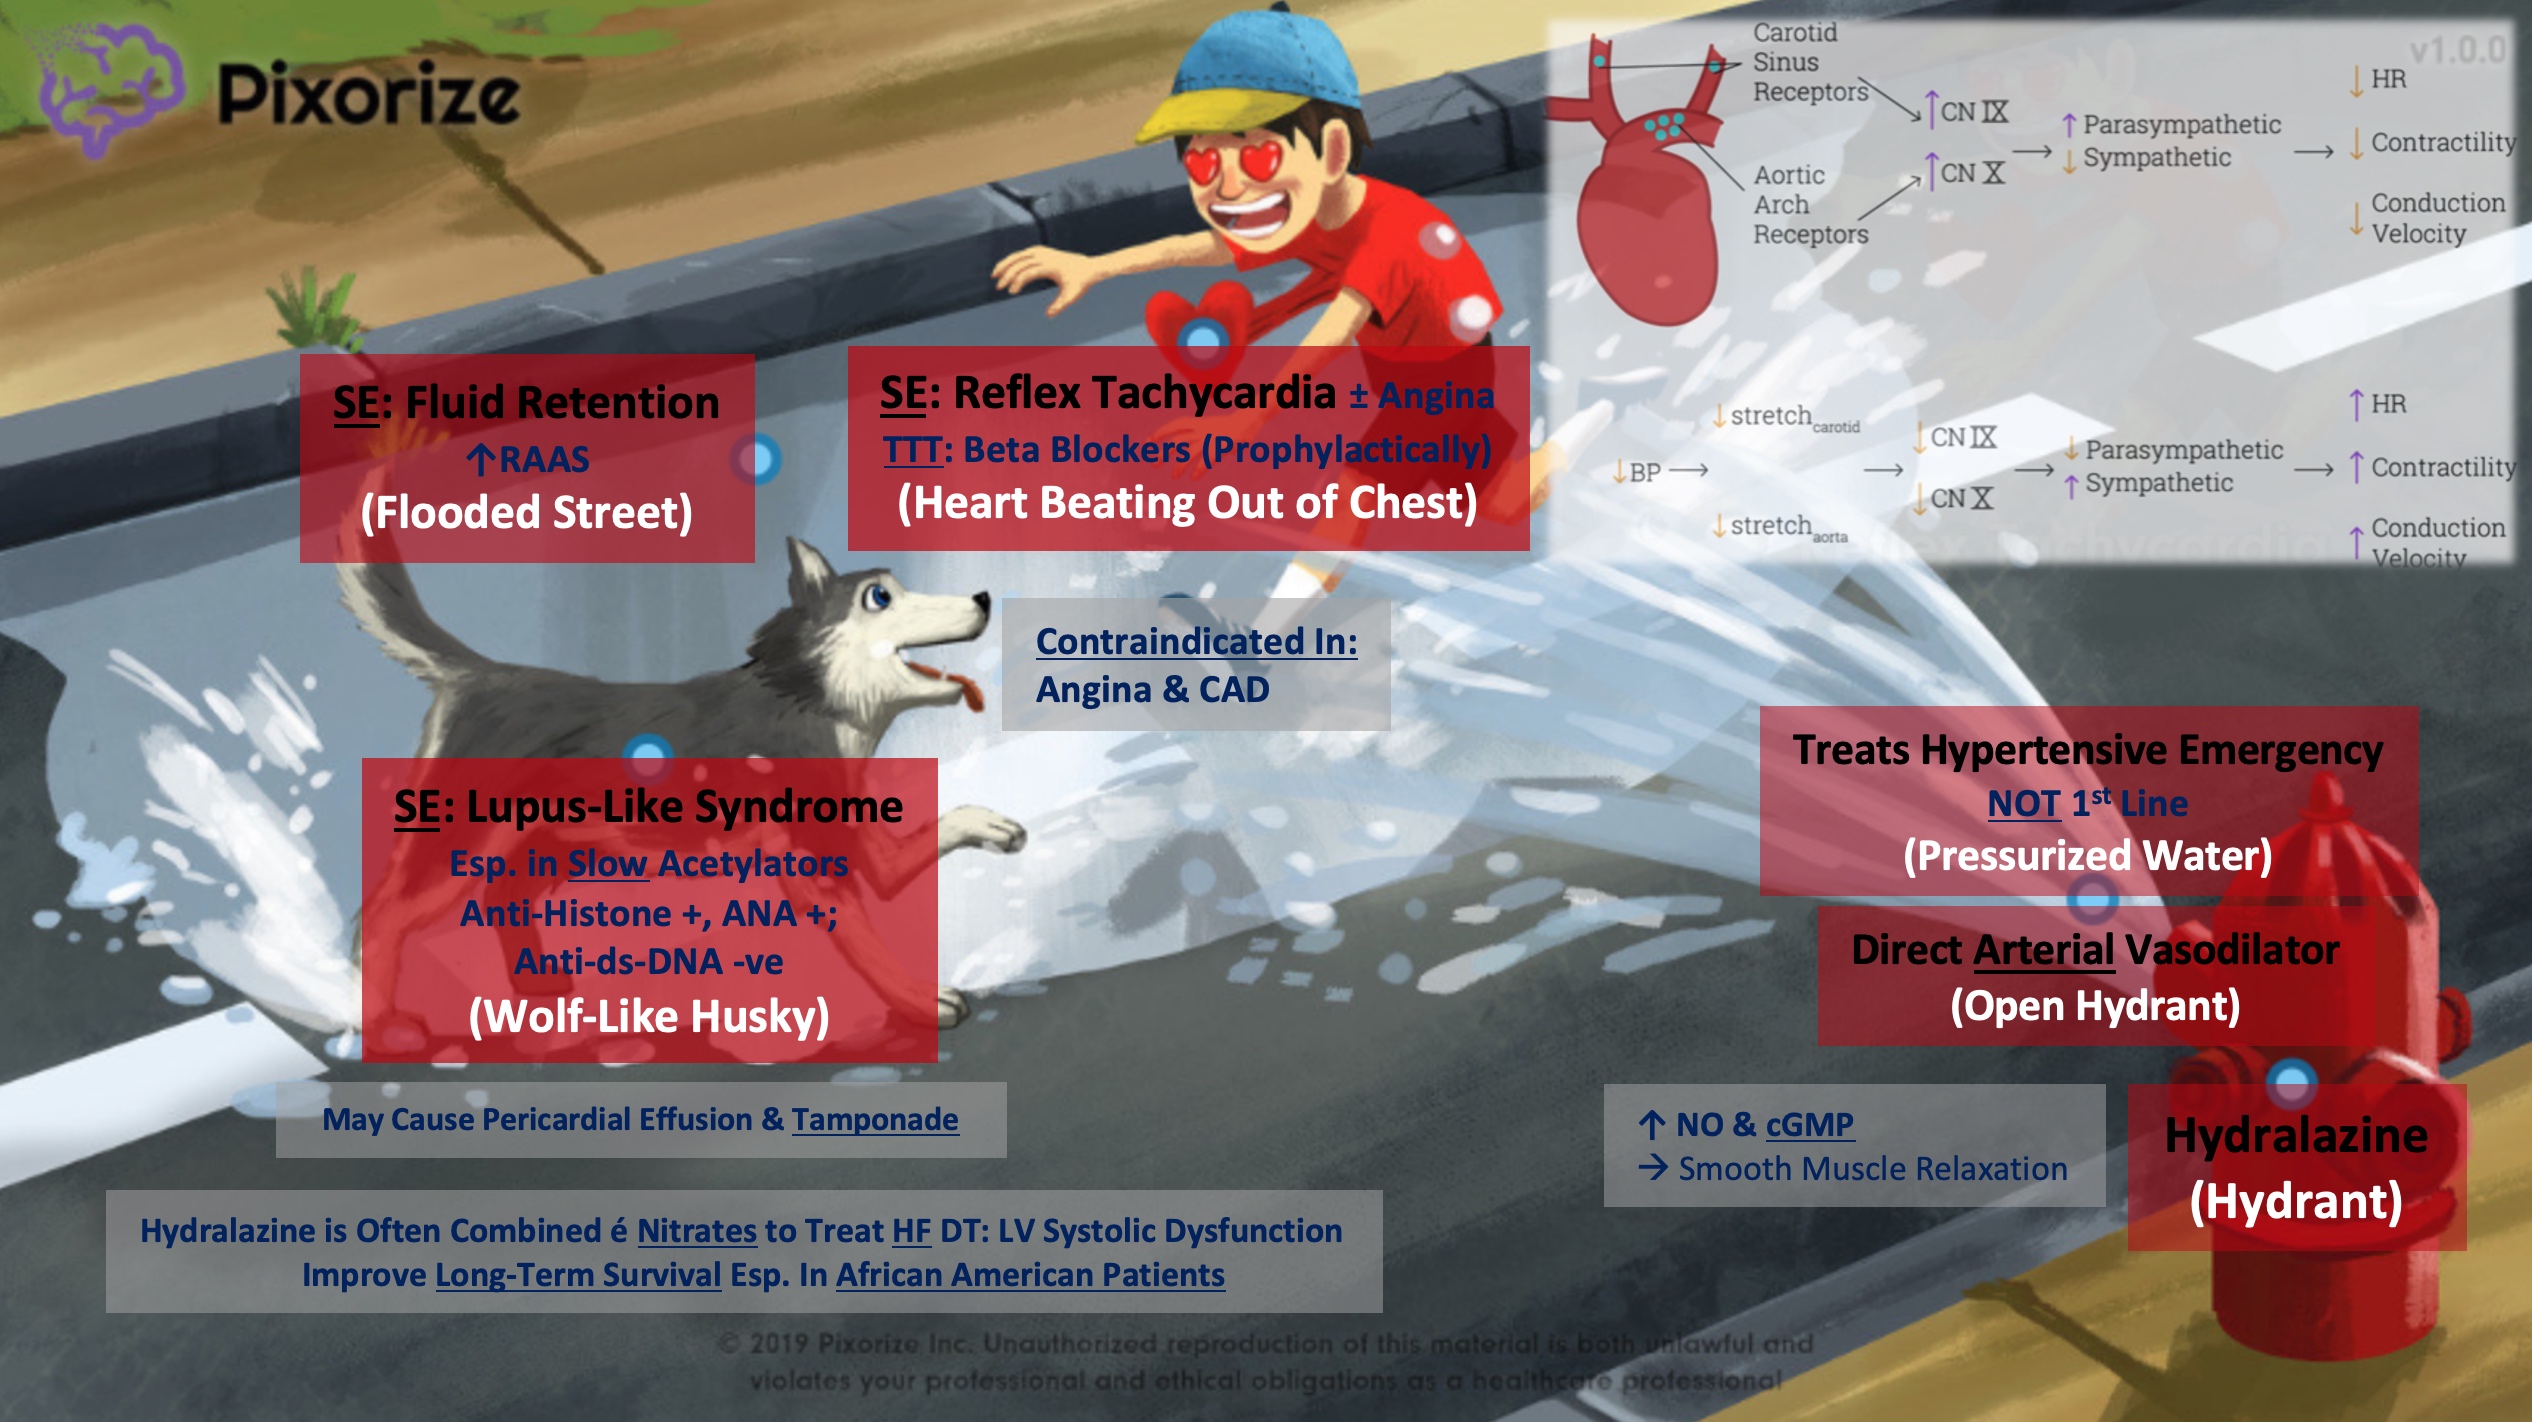 Pixorize
v1.0.0
Carotid
Sinus
Receptors
Aortic
Arch
Receptors
↑CN IX
↑CN X
↑ Parasympathetic
↓ Sympathetic
↓ HR
↓ Contractility
↓ Conduction
Velocity
↓BP
↓stretch carotid
↓stretch aorta
↓CN IX
↓CN X
↓ Parasympathetic
↑ Sympathetic
↑ HR
↑ Contractility
↑ Conduction
Velocity
SE: Fluid Retention
↑RAAS
(Flooded Street)
SE: Reflex Tachycardia ± Angina
TTT: Beta Blockers (Prophylactically)
(Heart Beating Out of Chest)
Contraindicated In:
Angina & CAD
SE: Lupus-Like Syndrome
Esp. in Slow Acetylators
Anti-Histone +, ANA +;
Anti-ds-DNA -ve
(Wolf-Like Husky)
Treats Hypertensive Emergency
NOT 1st Line
(Pressurized Water)
Direct Arterial Vasodilator
(Open Hydrant)
May Cause Pericardial Effusion & Tamponade
↑ NO & cGMP
→ Smooth Muscle Relaxation
Hydralazine
(Hydrant)
Hydralazine is Often Combined é Nitrates to Treat HF DT: LV Systolic Dysfunction
Improve Long-Term Survival Esp. In African American Patients
© 2019 Pixorize Inc. Unauthorized reproduction of this material is both unlawful and
violates your professional and ethical obligations as a healthcare professional